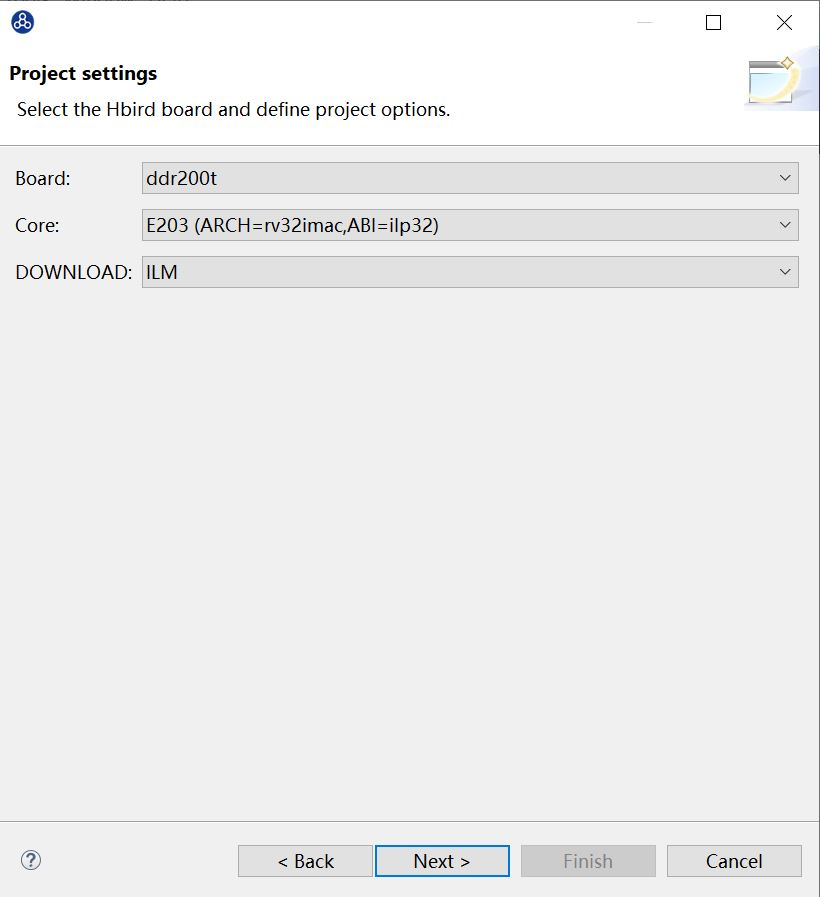 Project settings
Select the Hbird board and define project options.
Board: ddr200t
Core: E203 (ARCH=rv32imac,ABI=ilp32)
DOWNLOAD: ILM
? < Back Next > Finish Cancel